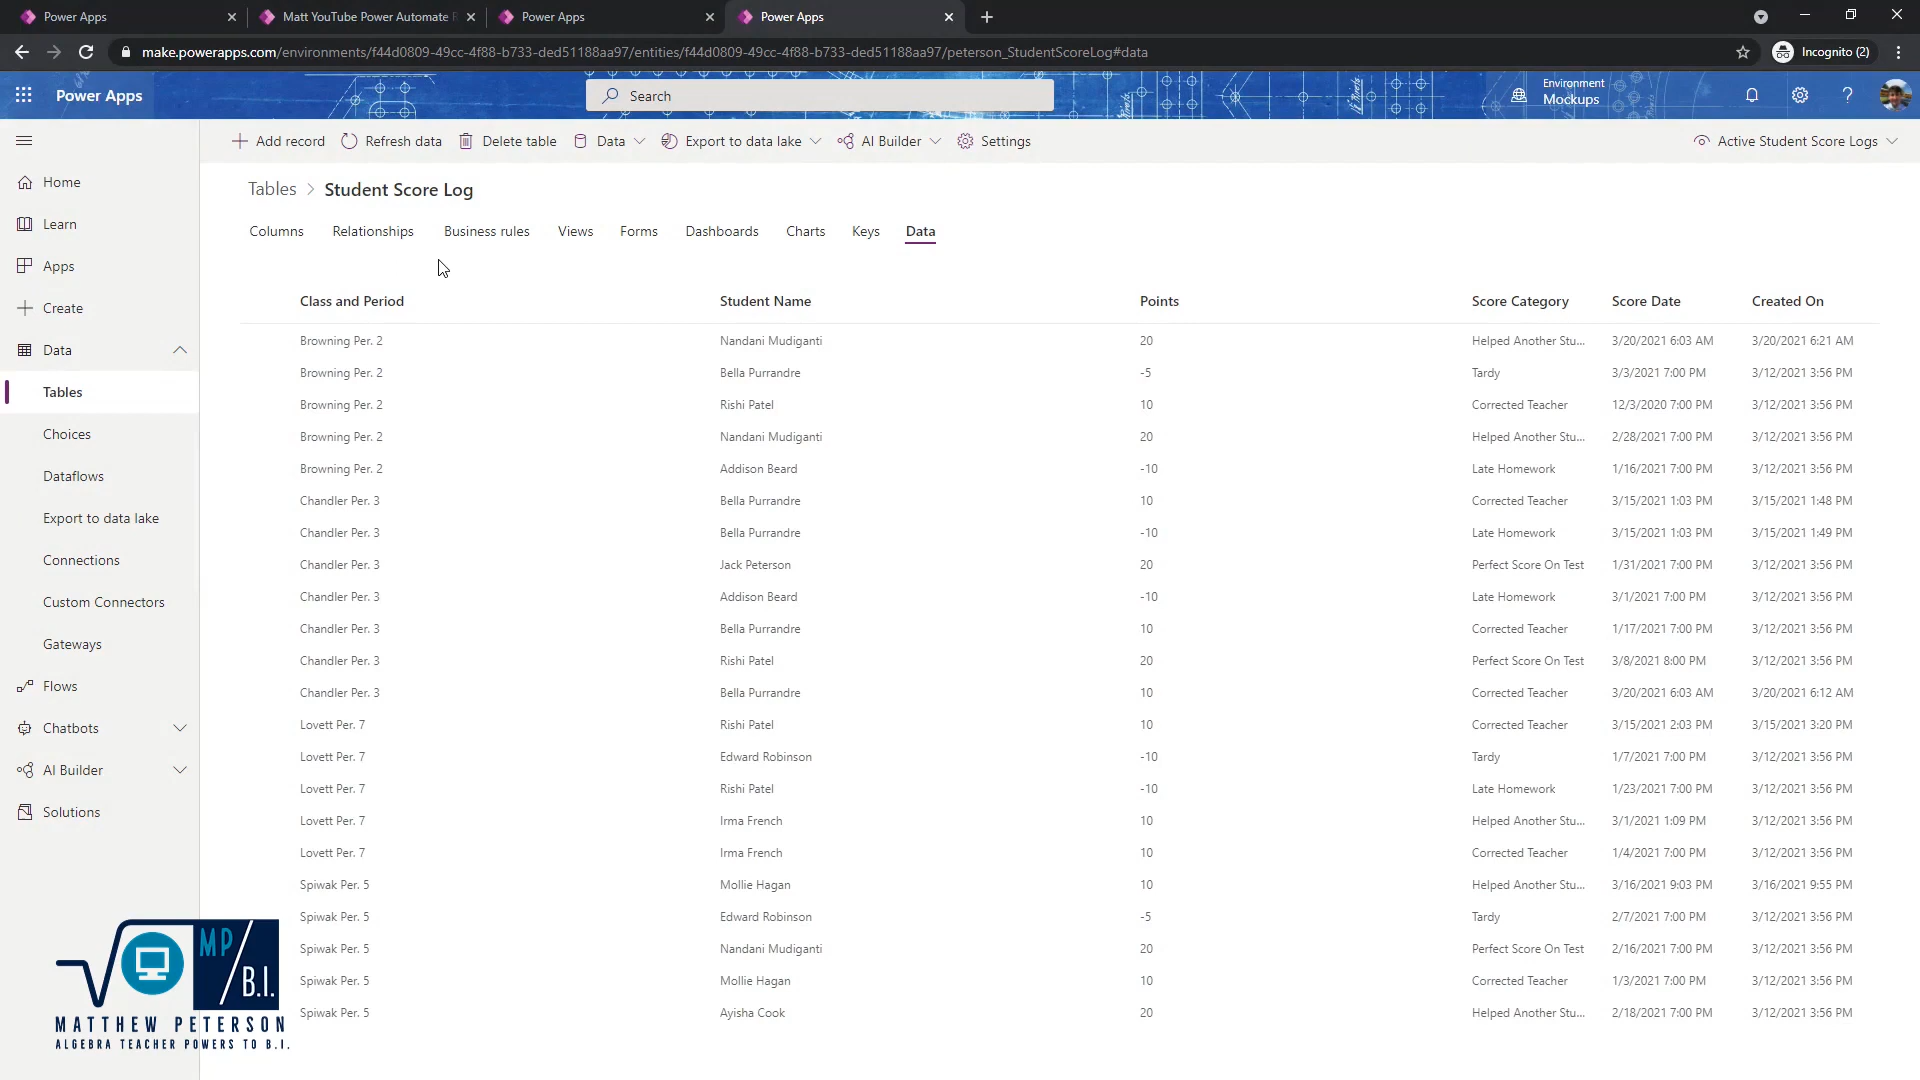 Power Apps
Matt YouTube Power Automate
Power Apps
Power Apps
make.powerapps.com/environments/f44d0809-49cc-4f88-b733-ded51188aa97/entities/f44d0809-49cc-4f88-b733-ded51188aa97/peterson_StudentScoreLog#data
Incognito (2)
Power Apps
Search
Environment
Mockups
?
Add record
Refresh data
Delete table
Data
Export to data lake
AI Builder
Settings
Active Student Score Logs
Home
Learn
Apps
Create
Data
Tables
Choices
Dataflows
Export to data lake
Connections
Custom Connectors
Gateways
Flows
Chatbots
AI Builder
Solutions
Tables > Student Score Log
Columns Relationships Business rules Views Forms Dashboards Charts Keys Data
Class and Period Student Name Points Score Category Score Date Created On
Browning Per. 2 Nandani Mudiganti 20 Helped Another Stu... 3/20/2021 6:03 AM 3/20/2021 6:21 AM
Browning Per. 2 Bella Purrandre -5 Tardy 3/3/2021 7:00 PM 3/12/2021 3:56 PM
Browning Per. 2 Rishi Patel 10 Corrected Teacher 12/3/2020 7:00 PM 3/12/2021 3:56 PM
Browning Per. 2 Nandani Mudiganti 20 Helped Another Stu... 2/28/2021 7:00 PM 3/12/2021 3:56 PM
Browning Per. 2 Addison Beard -10 Late Homework 1/16/2021 7:00 PM 3/12/2021 3:56 PM
Chandler Per. 3 Bella Purrandre 10 Corrected Teacher 3/15/2021 1:03 PM 3/15/2021 1:48 PM
Chandler Per. 3 Bella Purrandre -10 Late Homework 3/15/2021 1:03 PM 3/15/2021 1:49 PM
Chandler Per. 3 Jack Peterson 20 Perfect Score On Test 1/31/2021 7:00 PM 3/12/2021 3:56 PM
Chandler Per. 3 Addison Beard -10 Late Homework 3/1/2021 7:00 PM 3/12/2021 3:56 PM
Chandler Per. 3 Bella Purrandre 10 Corrected Teacher 1/17/2021 7:00 PM 3/12/2021 3:56 PM
Chandler Per. 3 Rishi Patel 20 Perfect Score On Test 3/8/2021 8:00 PM 3/12/2021 3:56 PM
Chandler Per. 3 Bella Purrandre 10 Corrected Teacher 3/20/2021 6:03 AM 3/20/2021 6:12 AM
Lovett Per. 7 Rishi Patel 10 Corrected Teacher 3/15/2021 2:03 PM 3/15/2021 3:20 PM
Lovett Per. 7 Edward Robinson -10 Tardy 1/7/2021 7:00 PM 3/12/2021 3:56 PM
Lovett Per. 7 Rishi Patel -10 Late Homework 1/23/2021 7:00 PM 3/12/2021 3:56 PM
Lovett Per. 7 Irma French 10 Helped Another Stu... 3/1/2021 1:09 PM 3/12/2021 3:56 PM
Lovett Per. 7 Irma French 10 Corrected Teacher 1/4/2021 7:00 PM 3/12/2021 3:56 PM
Spiwak Per. 5 Mollie Hagan 10 Helped Another Stu... 3/16/2021 9:03 PM 3/16/2021 9:55 PM
Spiwak Per. 5 Edward Robinson -5 Tardy 2/7/2021 7:00 PM 3/12/2021 3:56 PM
Spiwak Per. 5 Nandani Mudiganti 20 Perfect Score On Test 2/16/2021 7:00 PM 3/12/2021 3:56 PM
Spiwak Per. 5 Mollie Hagan 10 Corrected Teacher 1/3/2021 7:00 PM 3/12/2021 3:56 PM
Spiwak Per. 5 Ayisha Cook 20 Helped Another Stu... 2/18/2021 7:00 PM 3/12/2021 3:56 PM
MP/B.I.
MATTHEW PETERSON
ALGEBRA TEACHER POWERS TO B.I.